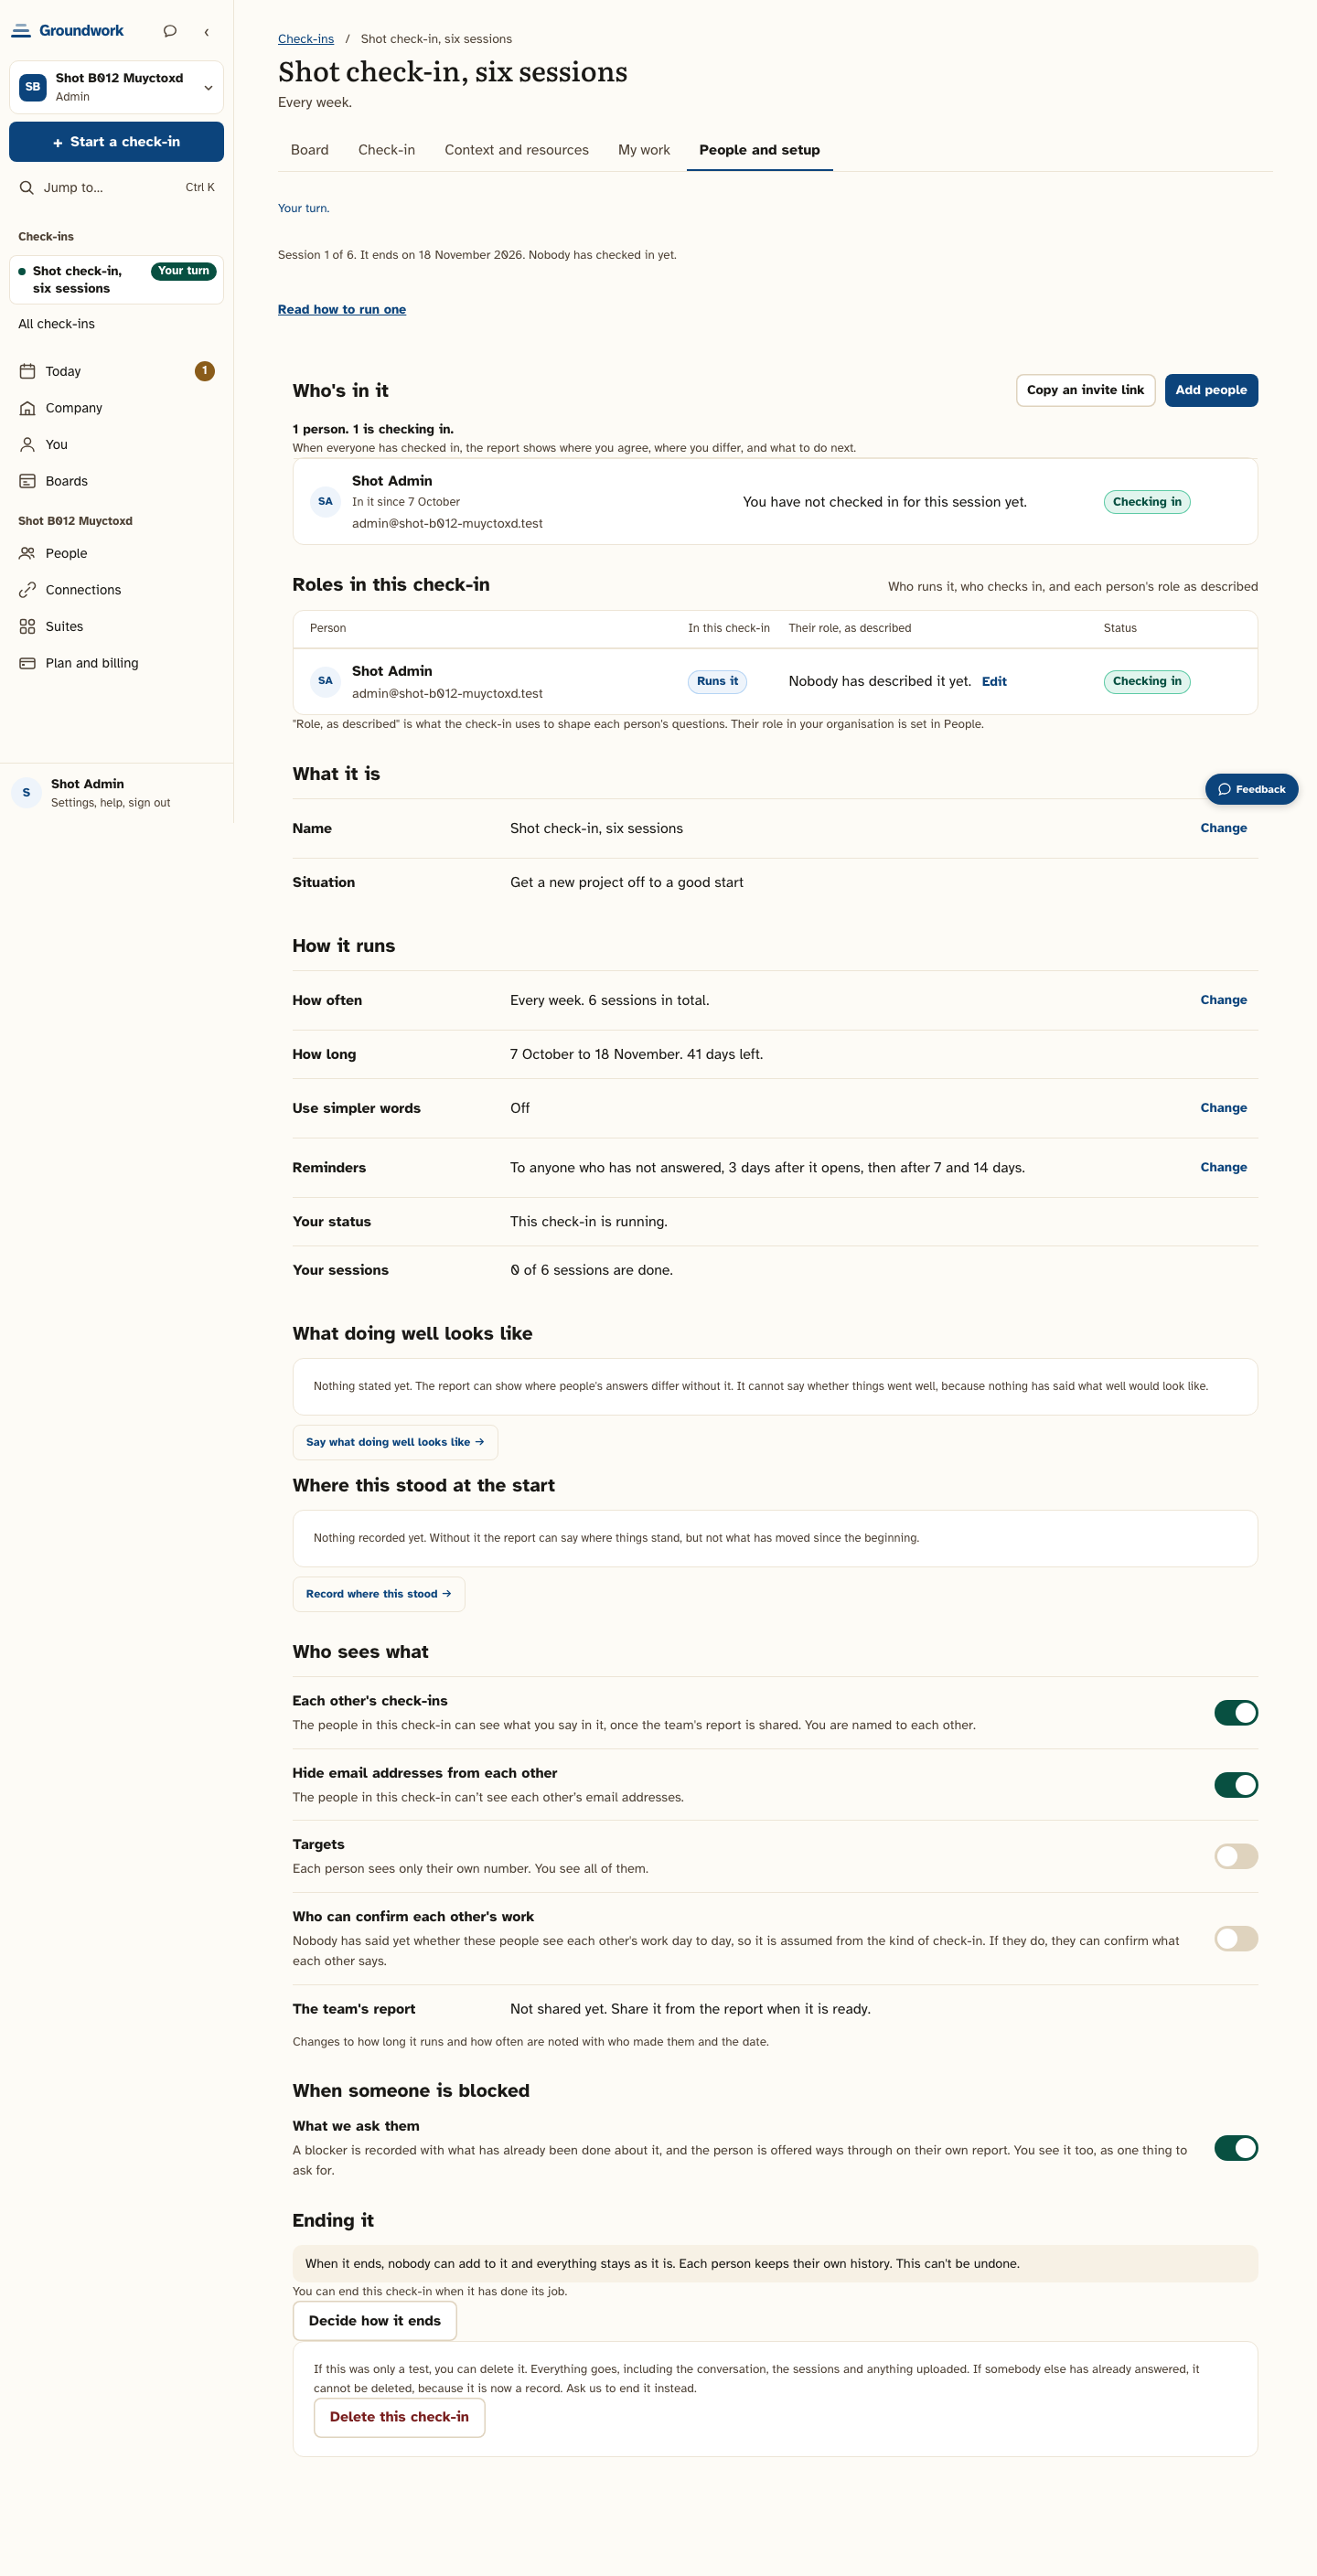 Groundwork
SB
Shot B012 Muyctoxd
Admin
+ Start a check-in
Jump to...
Ctrl K
Check-ins
Shot check-in,
six sessions
Your turn
All check-ins
Today
1
Company
You
Boards
Shot B012 Muyctoxd
People
Connections
Suites
Plan and billing
S
Shot Admin
Settings, help, sign out
Check-ins / Shot check-in, six sessions
Shot check-in, six sessions
Every week.
Board
Check-in
Context and resources
My work
People and setup
Your turn.
Session 1 of 6. It ends on 18 November 2026. Nobody has checked in yet.
Read how to run one
Who's in it
Copy an invite link
Add people
1 person. 1 is checking in.
When everyone has checked in, the report shows where you agree, where you differ, and what to do next.
SA
Shot Admin
In it since 7 October
admin@shot-b012-muyctoxd.test
You have not checked in for this session yet.
Checking in
Roles in this check-in
Who runs it, who checks in, and each person's role as described
Person
In this check-in
Their role, as described
Status
SA
Shot Admin
admin@shot-b012-muyctoxd.test
Runs it
Nobody has described it yet.
Edit
Checking in
"Role, as described" is what the check-in uses to shape each person's questions. Their role in your organisation is set in People.
What it is
Feedback
Name
Shot check-in, six sessions
Change
Situation
Get a new project off to a good start
How it runs
How often
Every week. 6 sessions in total.
Change
How long
7 October to 18 November. 41 days left.
Use simpler words
Off
Change
Reminders
To anyone who has not answered, 3 days after it opens, then after 7 and 14 days.
Change
Your status
This check-in is running.
Your sessions
0 of 6 sessions are done.
What doing well looks like
Nothing stated yet. The report can show where people's answers differ without it. It cannot say whether things went well, because nothing has said what well would look like.
Say what doing well looks like →
Where this stood at the start
Nothing recorded yet. Without it the report can say where things stand, but not what has moved since the beginning.
Record where this stood →
Who sees what
Each other's check-ins
The people in this check-in can see what you say in it, once the team's report is shared. You are named to each other.
Hide email addresses from each other
The people in this check-in can't see each other's email addresses.
Targets
Each person sees only their own number. You see all of them.
Who can confirm each other's work
Nobody has said yet whether these people see each other's work day to day, so it is assumed from the kind of check-in. If they do, they can confirm what
each other says.
The team's report
Not shared yet. Share it from the report when it is ready.
Changes to how long it runs and how often are noted with who made them and the date.
When someone is blocked
What we ask them
A blocker is recorded with what has already been done about it, and the person is offered ways through on their own report. You see it too, as one thing to
ask for.
Ending it
When it ends, nobody can add to it and everything stays as it is. Each person keeps their own history. This can't be undone.
You can end this check-in when it has done its job.
Decide how it ends
If this was only a test, you can delete it. Everything goes, including the conversation, the sessions and anything uploaded. If somebody else has already answered, it
cannot be deleted, because it is now a record. Ask us to end it instead.
Delete this check-in